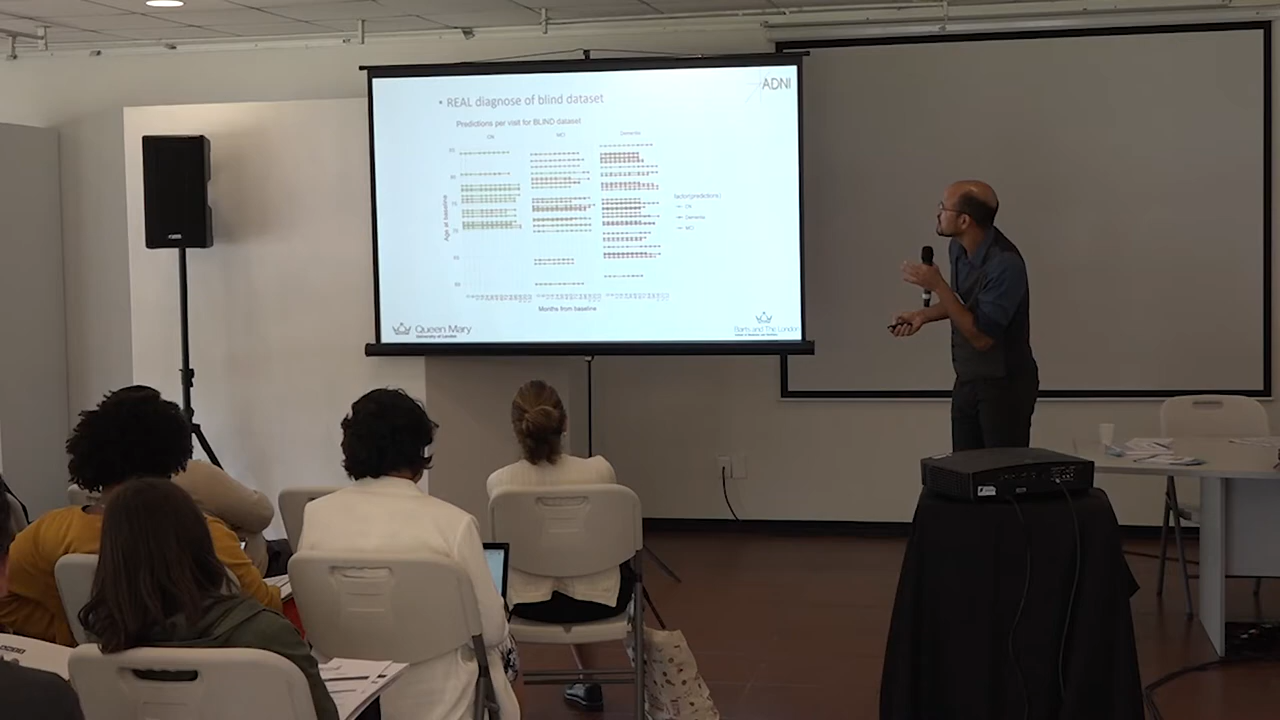 ADNI
• REAL diagnose of blind dataset
Predictions per visit for BLIND dataset
CN MCI Dementia
Age at baseline
factor(predictions)
CN
Dementia
MCI
Months from baseline
Queen Mary
University of London
Barts and The London